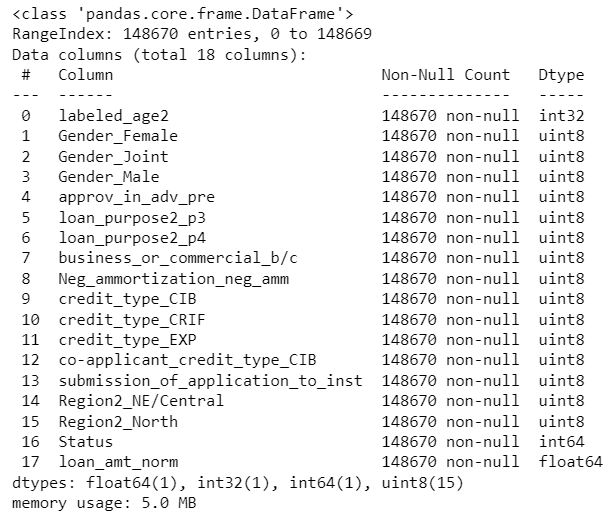 <class 'pandas.core.frame.DataFrame'>
RangeIndex: 148670 entries, 0 to 148669
Data columns (total 18 columns):
 #   Column                         Non-Null Count   Dtype
---  ------                         --------------   -----
 0   labeled_age2                   148670 non-null  int32
 1   Gender_Female                  148670 non-null  uint8
 2   Gender_Joint                   148670 non-null  uint8
 3   Gender_Male                    148670 non-null  uint8
 4   approv_in_adv_pre              148670 non-null  uint8
 5   loan_purpose2_p3               148670 non-null  uint8
 6   loan_purpose2_p4               148670 non-null  uint8
 7   business_or_commercial_b/c     148670 non-null  uint8
 8   Neg_ammortization_neg_amm      148670 non-null  uint8
 9   credit_type_CIB                148670 non-null  uint8
 10  credit_type_CRIF               148670 non-null  uint8
 11  credit_type_EXP                148670 non-null  uint8
 12  co-applicant_credit_type_CIB   148670 non-null  uint8
 13  submission_of_application_to_inst  148670 non-null  uint8
 14  Region2_NE/Central             148670 non-null  uint8
 15  Region2_North                  148670 non-null  uint8
 16  Status                         148670 non-null  int64
 17  loan_amt_norm                  148670 non-null  float64
dtypes: float64(1), int32(1), int64(1), uint8(15)
memory usage: 5.0 MB